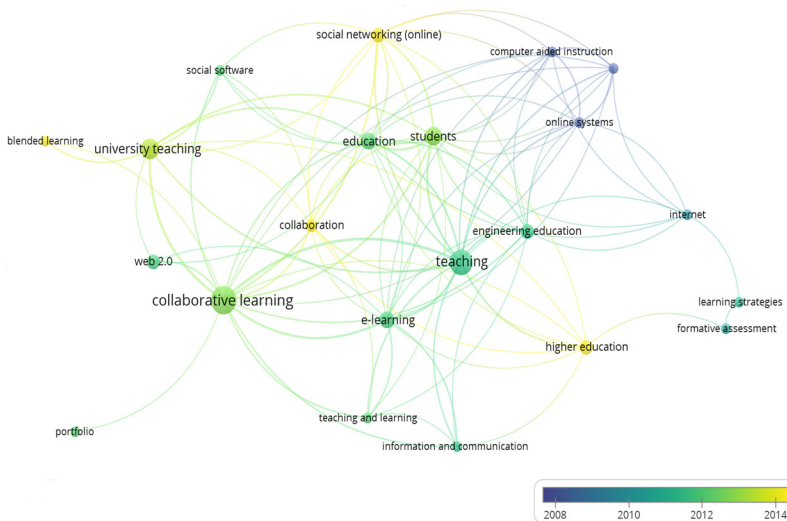 social networking (online)
computer aided instruction
social software
online systems
students
education
blended learning
university teaching
internet
collaboration
engineering education
web 2.0
teaching
collaborative learning
learning strategies
e-learning
formative assessment
higher education
teaching and learning
portfolio
information and communication
2008
2010
2012
2014